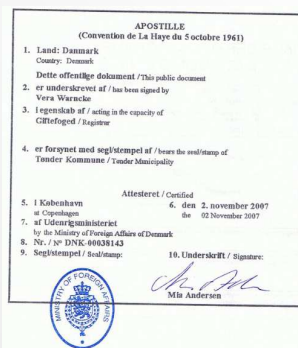 APOSTILLE
(Convention de La Haye du 5 octobre 1961)
1. Land: Danmark
Country: Denmark
Dette offentlige dokument / This public document
2. er underskrevet af / has been signed by
Vera Warncke
3. i egenskab af / acting in the capacity of
Giftefoged / Registrar
4. er forsynet med segl/stempel af / bears the seal/stamp of
Tønder Kommune / Tønder Municipality
Attesteret / Certified
5. i København
at Copenhagen
6. den 2. november 2007
the 02 November 2007
7. af Udenrigsministeriet
by the Ministry of Foreign Affairs of Denmark
8. Nr. / Nº DNK-00038143
9. Segl/stempel / Seal/stamp:
10. Underskrift / Signature:
Mia Andersen
MINISTRY OF FOREIGN AFFAIRS